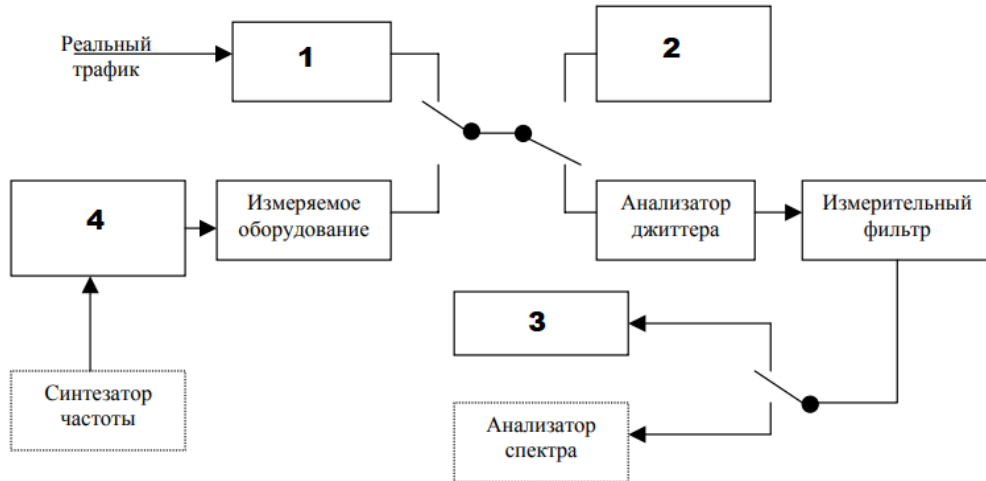 Реальный
трафик
1
2
4
Измеряемое
оборудование
Анализатор
джиттера
Измерительный
фильтр
3
Синтезатор
частоты
Анализатор
спектра